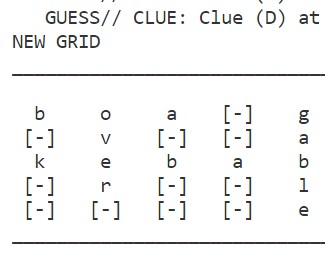 GUESS// CLUE: Clue (D) at
NEW GRID
b o a [-] g
[-] v [-] [-] a
k e b a b
[-] r [-] [-] l
[-] [-] [-] [-] e